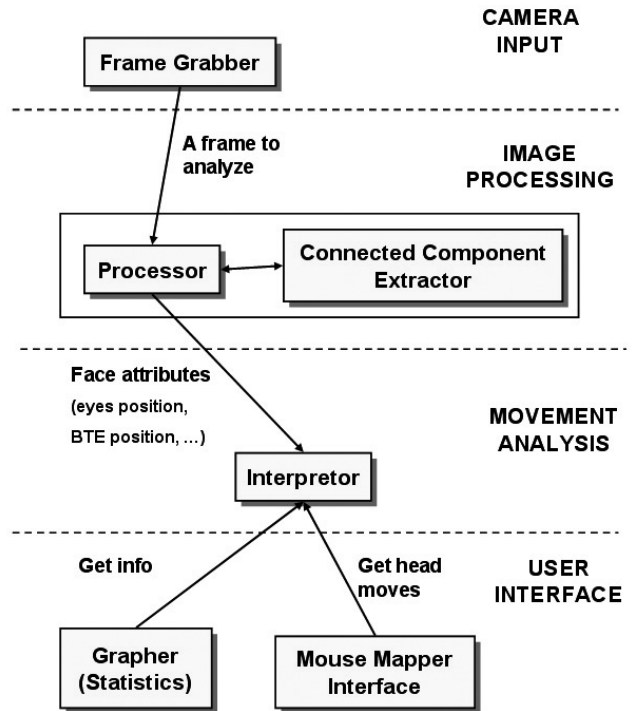 CAMERA
INPUT
Frame Grabber
A frame to
analyze
IMAGE
PROCESSING
Processor
Connected Component
Extractor
Face attributes
(eyes position,
BTE position, ...)
MOVEMENT
ANALYSIS
Interpretor
Get info
Get head
moves
USER
INTERFACE
Grapher
(Statistics)
Mouse Mapper
Interface